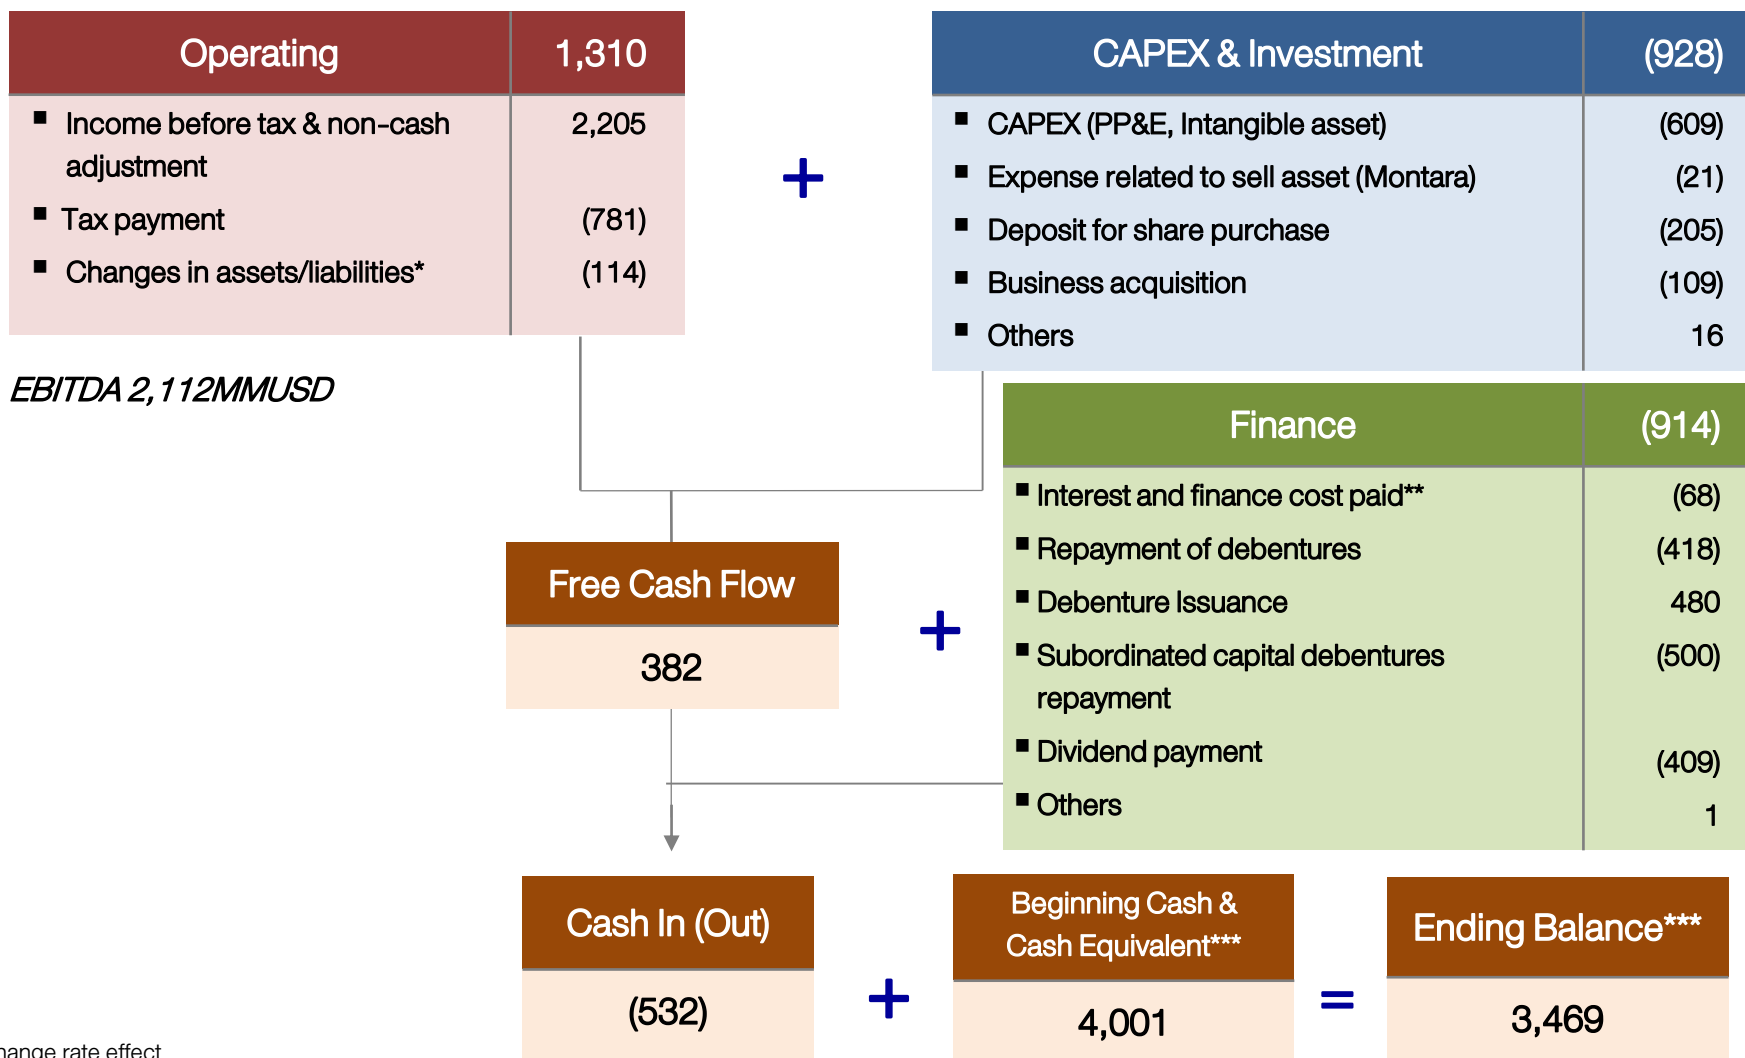 Operating 1,310
▪ Income before tax & non-cash 2,205
adjustment
▪ Tax payment (781)
▪ Changes in assets/liabilities* (114)
EBITDA 2,112MMUSD
+
CAPEX & Investment (928)
▪ CAPEX (PP&E, Intangible asset) (609)
▪ Expense related to sell asset (Montara) (21)
▪ Deposit for share purchase (205)
▪ Business acquisition (109)
▪ Others 16
Finance (914)
▪ Interest and finance cost paid** (68)
▪ Repayment of debentures (418)
▪ Debenture Issuance 480
▪ Subordinated capital debentures (500)
repayment
▪ Dividend payment (409)
▪ Others 1
Free Cash Flow
382
+
Cash In (Out)
(532)
+
Beginning Cash &
Cash Equivalent***
4,001
=
Ending Balance***
3,469
rate effect